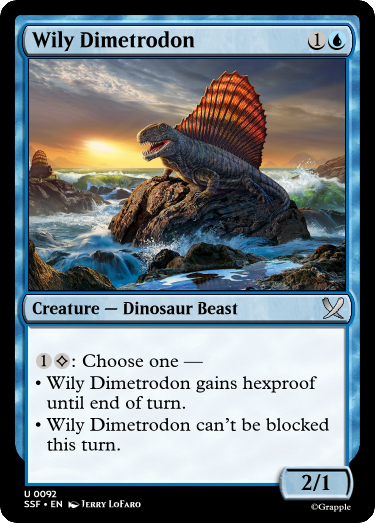 Wily Dimetrodon 1
Creature — Dinosaur Beast
1: Choose one —
• Wily Dimetrodon gains hexproof
until end of turn.
• Wily Dimetrodon can't be blocked
this turn.
2/1
U 0092
SSF • EN Jerry LoFaro
©Grapple